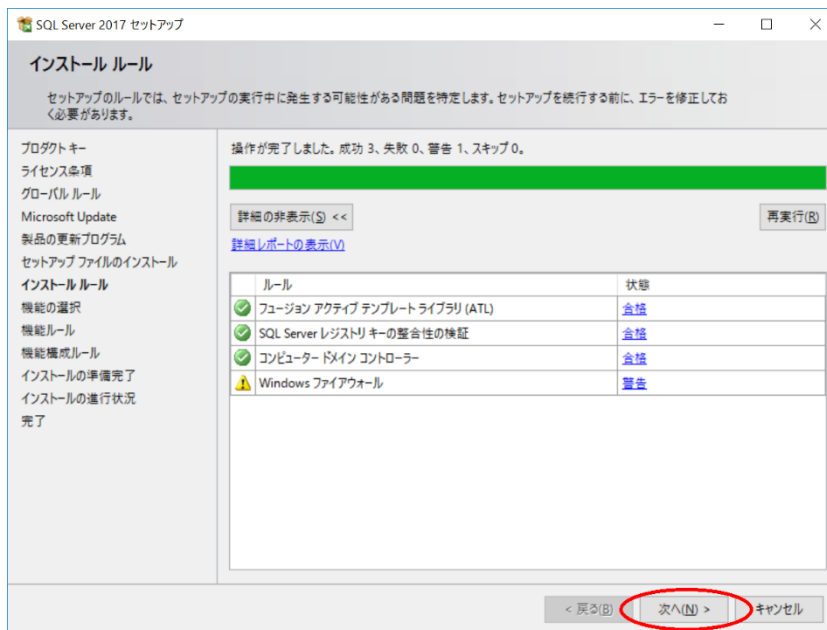 SQL Server 2017 セットアップ
インストール ルール
セットアップのルールでは、セットアップの実行中に発生する可能性がある問題を特定します。セットアップを続行する前に、エラーを修正してお
く必要があります。
プロダクト キー
ライセンス条項
グローバル ルール
Microsoft Update
製品の更新プログラム
セットアップ ファイルのインストール
インストール ルール
機能の選択
機能ルール
機能構成ルール
インストールの準備完了
インストールの進行状況
完了
操作が完了しました。成功 3、失敗 0、警告 1、スキップ 0。
詳細の非表示(S) <<
再実行(R)
詳細レポートの表示(V)
ルール 状態
フュージョン アクティブ テンプレート ライブラリ (ATL) 合格
SQL Server レジストリ キーの整合性の検証 合格
コンピューター ドメイン コントローラー 合格
Windows ファイアウォール 警告
< 戻る(B) 次へ(N) > キャンセル